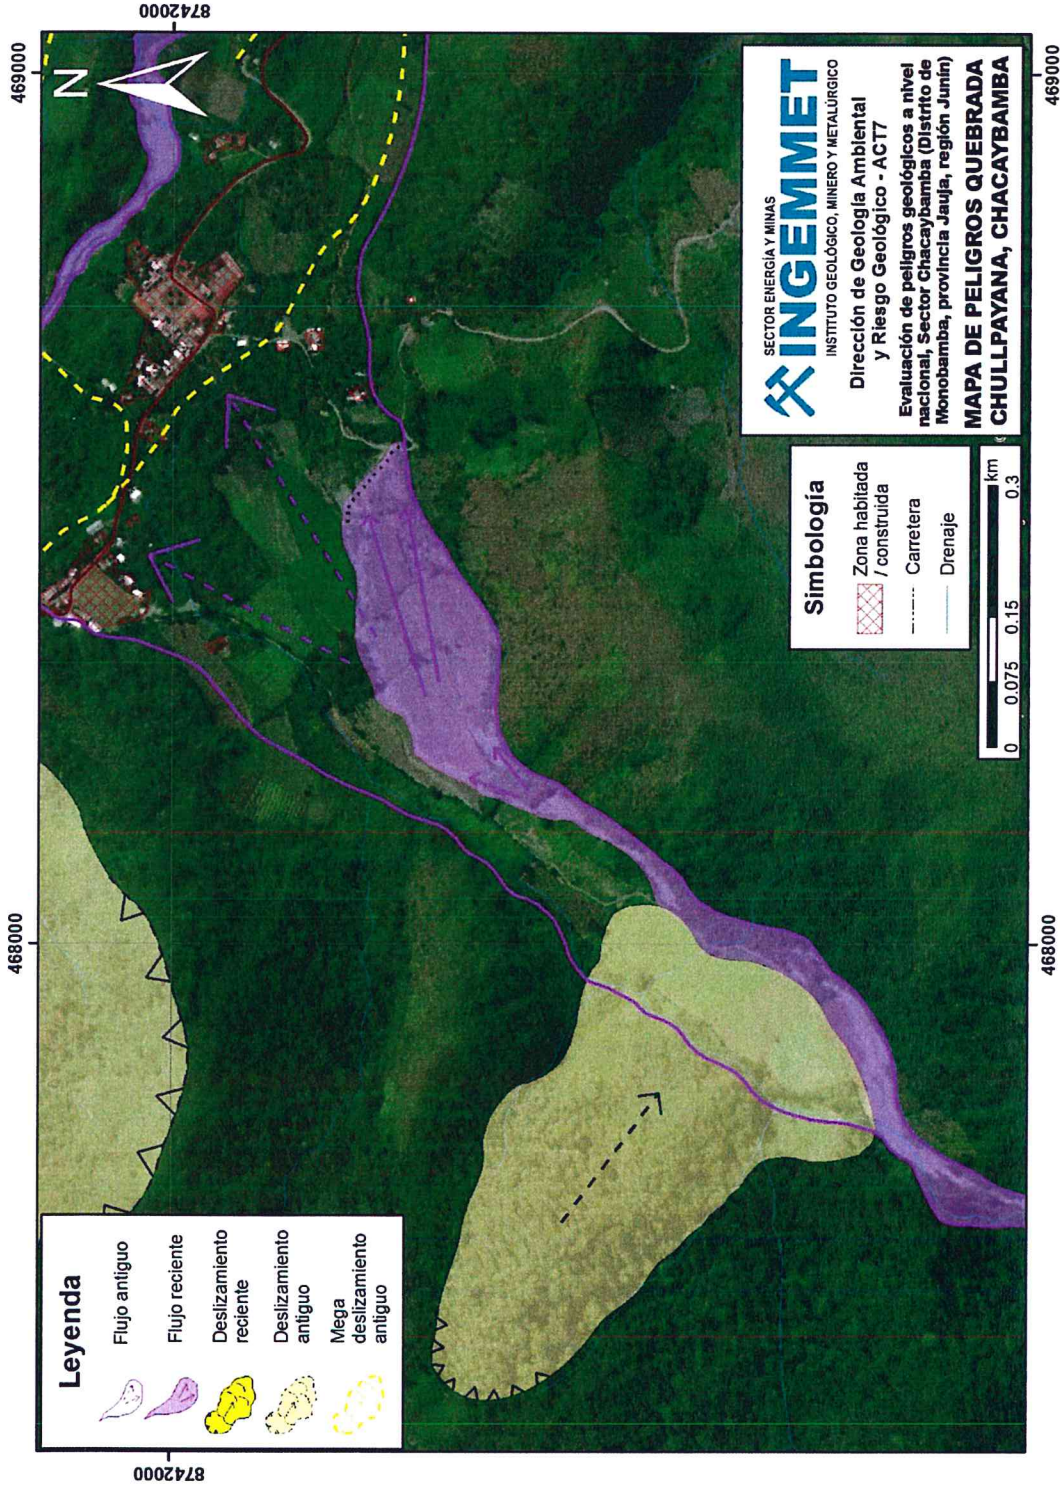 469000
468000
8742000
8742000
N
Leyenda
Flujo antiguo
Flujo reciente
Deslizamiento
reciente
Deslizamiento
antiguo
Mega
deslizamiento
antiguo
Simbología
Zona habitada
/ construida
Carretera
Drenaje
0
0.075
0.15
0.3
km
SECTOR ENERGÍA Y MINAS
INGEMMET
INSTITUTO GEOLÓGICO, MINERO Y METALÚRGICO
Dirección de Geología Ambiental
y Riesgo Geológico - ACT7
Evaluación de peligros geológicos a nivel
nacional, Sector Chacaybamba (Distrito de
Monobamba, provincia Jauja, región Junín)
MAPA DE PELIGROS QUEBRADA
CHULLPAYANA, CHACAYBAMBA
468000
469000